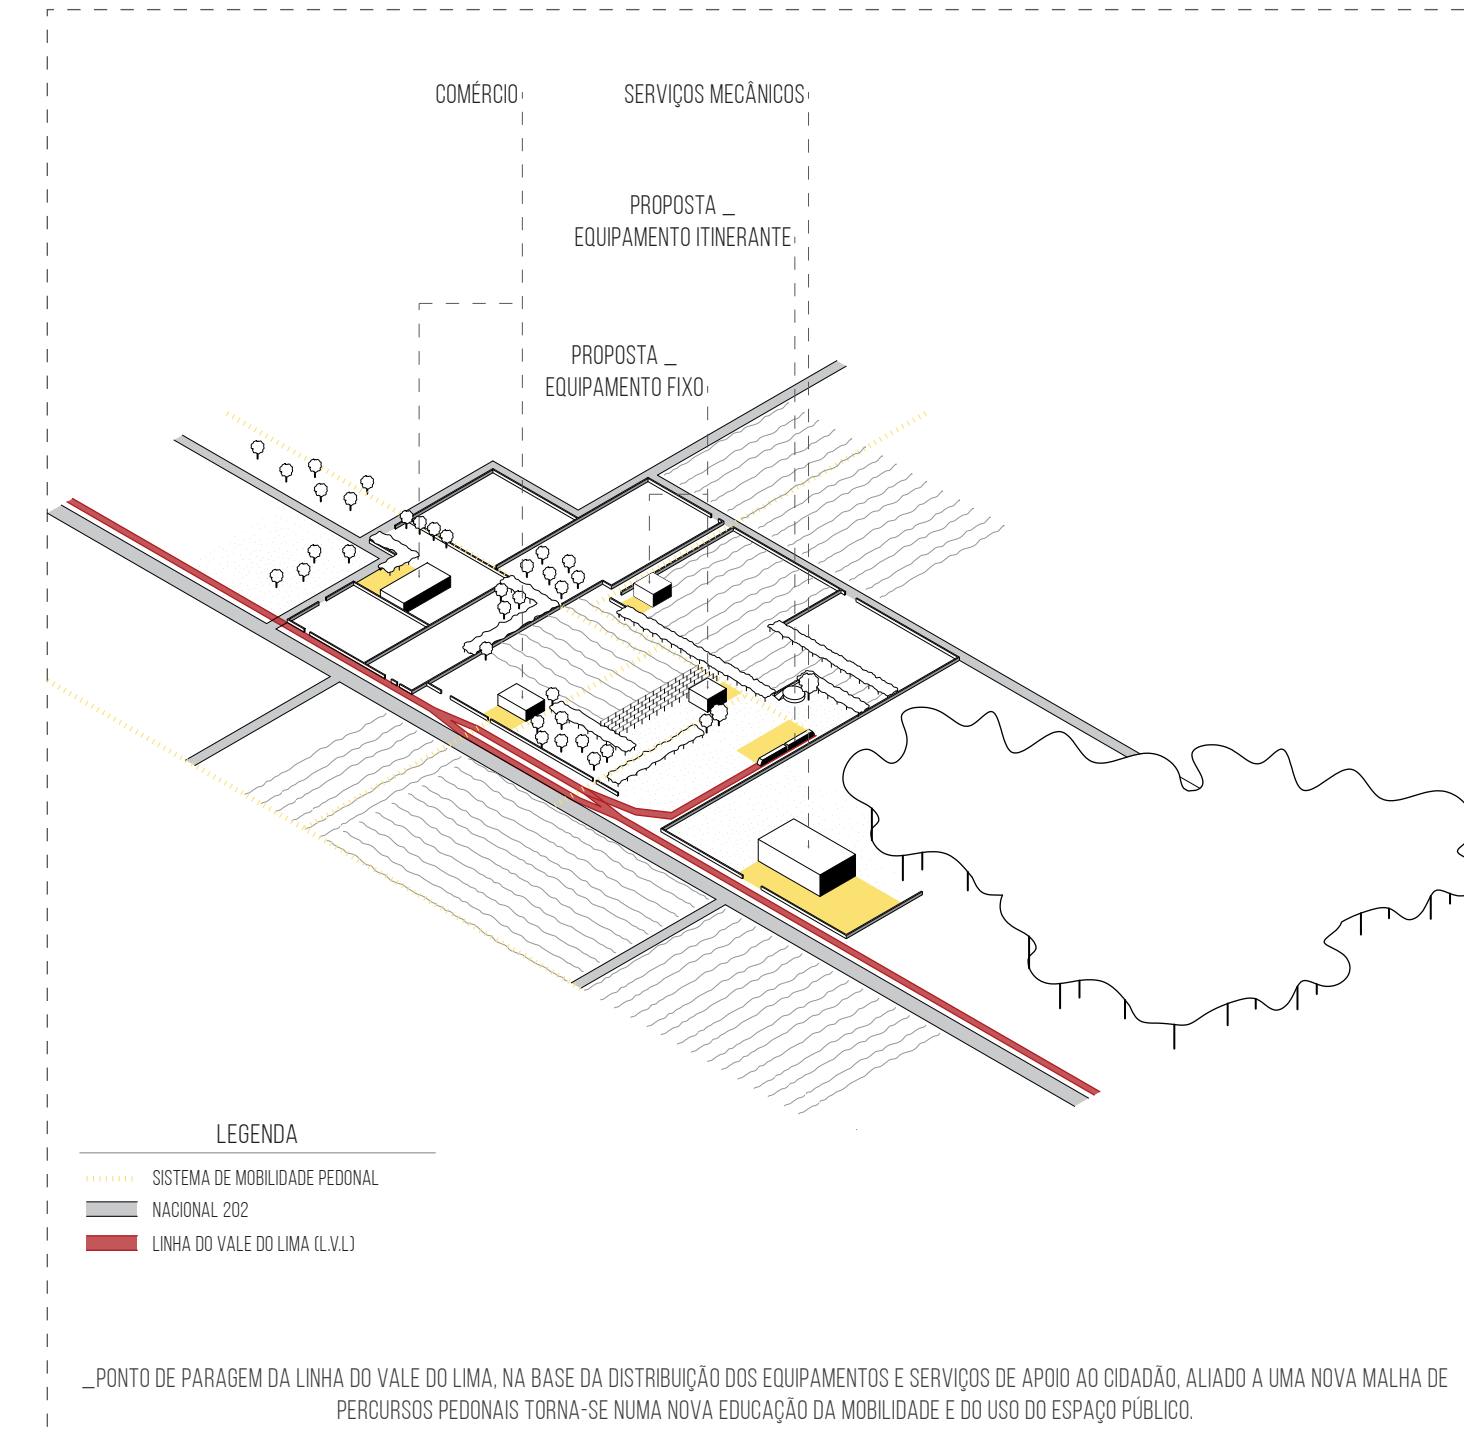 COMÉRCIO
SERVIÇOS MECÂNICOS
PROPOSTA _
EQUIPAMENTO ITINERANTE
PROPOSTA _
EQUIPAMENTO FIXO
LEGENDA
SISTEMA DE MOBILIDADE PEDONAL
NACIONAL 202
LINHA DO VALE DO LIMA (L.V.L)
_PONTO DE PARAGEM DA LINHA DO VALE DO LIMA, NA BASE DA DISTRIBUIÇÃO DOS EQUIPAMENTOS E SERVIÇOS DE APOIO AO CIDADÃO, ALIADO A UMA NOVA MALHA DE
PERCURSOS PEDONAIS TORNA-SE NUMA NOVA EDUCAÇÃO DA MOBILIDADE E DO USO DO ESPAÇO PÚBLICO.